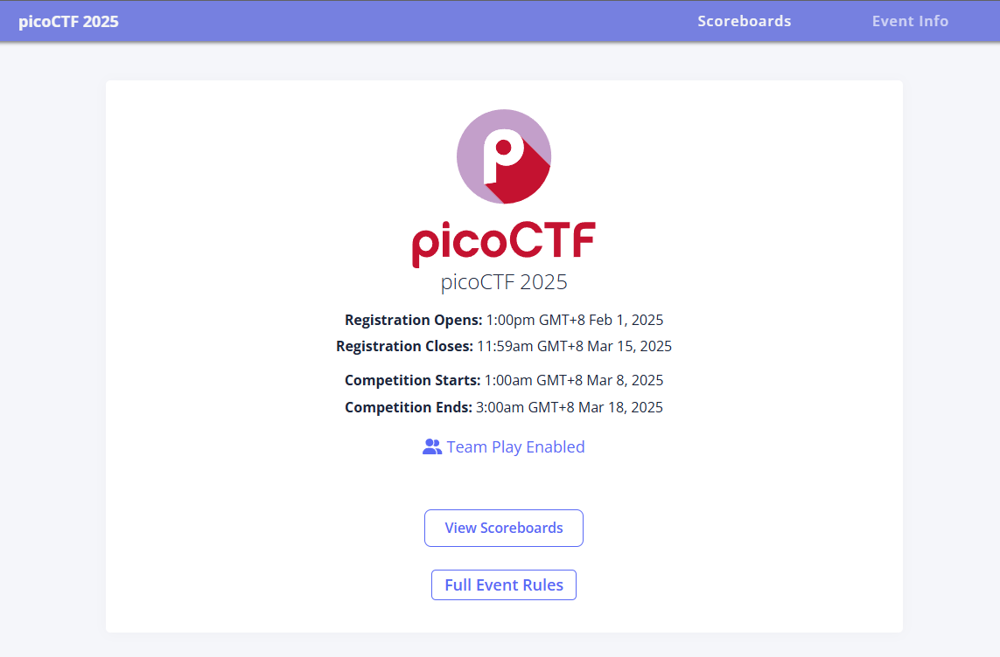 picoCTF 2025
Scoreboards
Event Info
picoCTF
picoCTF 2025
Registration Opens: 1:00pm GMT+8 Feb 1, 2025
Registration Closes: 11:59am GMT+8 Mar 15, 2025
Competition Starts: 1:00am GMT+8 Mar 8, 2025
Competition Ends: 3:00am GMT+8 Mar 18, 2025
Team Play Enabled
View Scoreboards
Full Event Rules